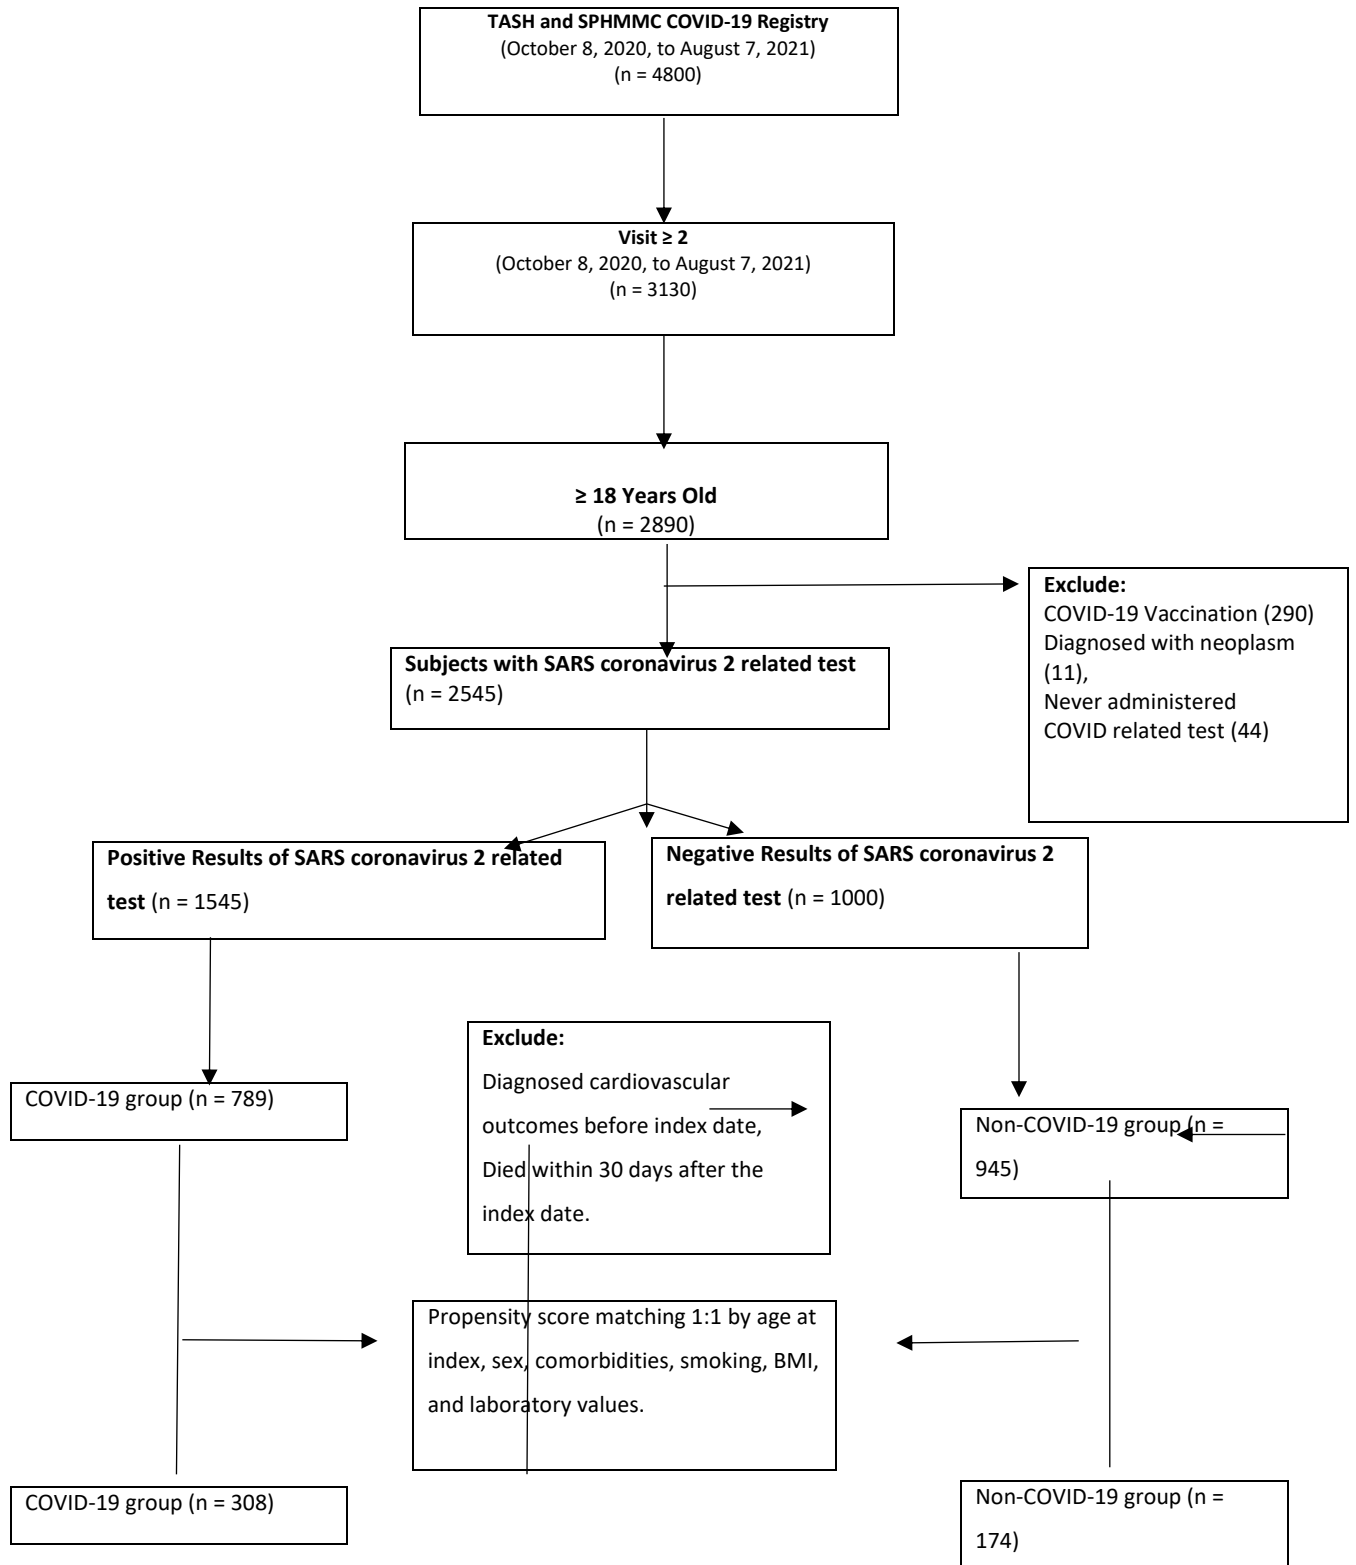 TASH and SPHMMC COVID-19 Registry
(October 8, 2020, to August 7, 2021)
(n = 4800)
Visit ≥ 2
(October 8, 2020, to August 7, 2021)
(n = 3130)
≥ 18 Years Old
(n = 2890)
Exclude:
COVID-19 Vaccination (290)
Diagnosed with neoplasm
(11),
Never administered
COVID related test (44)
Subjects with SARS coronavirus 2 related test
(n = 2545)
Positive Results of SARS coronavirus 2 related
test (n = 1545)
Negative Results of SARS coronavirus 2
related test (n = 1000)
Exclude:
Diagnosed cardiovascular
outcomes before index date,
Died within 30 days after the
index date.
COVID-19 group (n = 789)
Non-COVID-19 group (n =
945)
Propensity score matching 1:1 by age at
index, sex, comorbidities, smoking, BMI,
and laboratory values.
COVID-19 group (n = 308)
Non-COVID-19 group (n =
174)